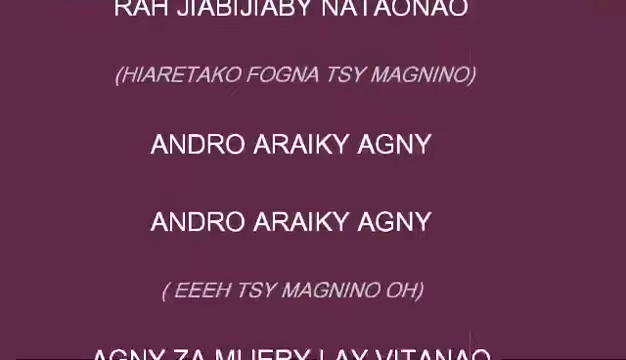 RAH JIABIJIABY NATAONAO
(HIARETAKO FOGNA TSY MAGNINO)
ANDRO ARAIKY AGNY
ANDRO ARAIKY AGNY
( EEEH TSY MAGNINO OH)
AGNY ZA MIJERY LAY VITANAO